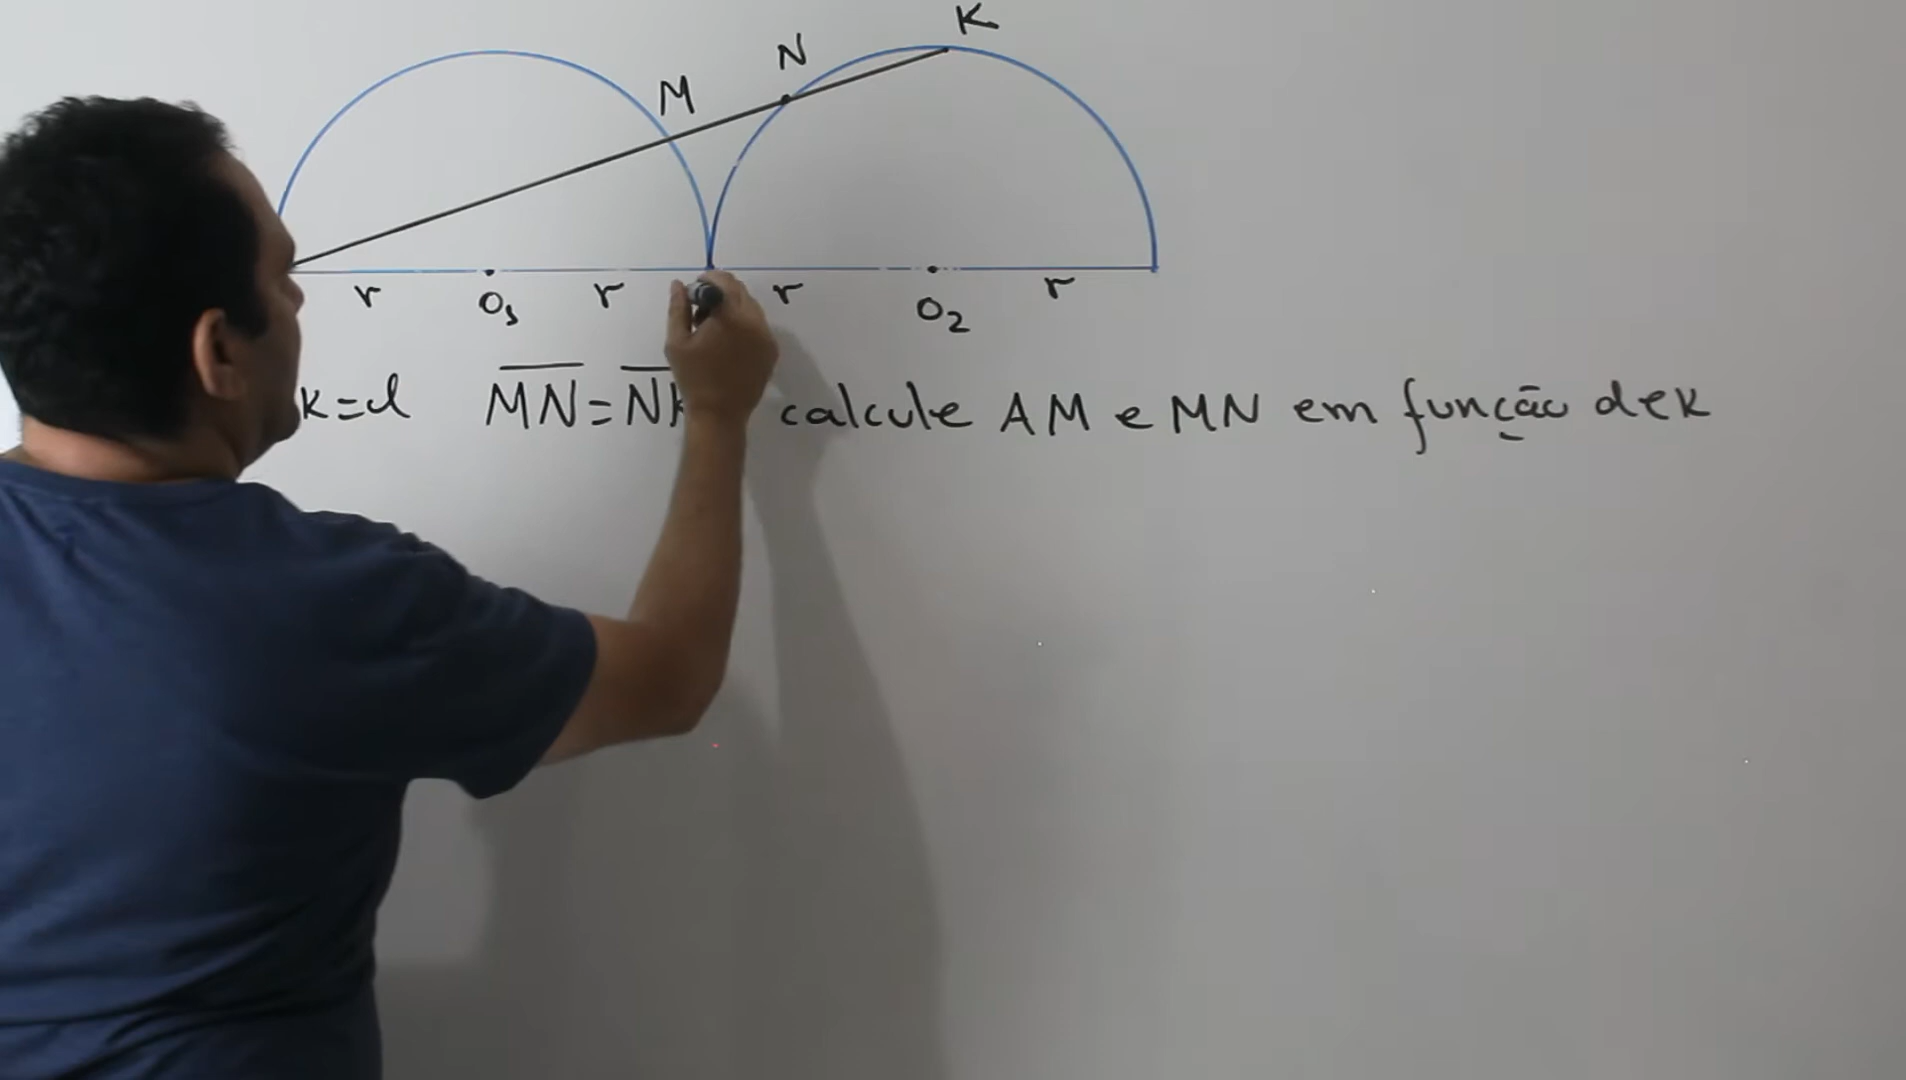 K
N
M
r O₁ r r O₂ r
K=d MN=NK calcule AM e MN em função de K